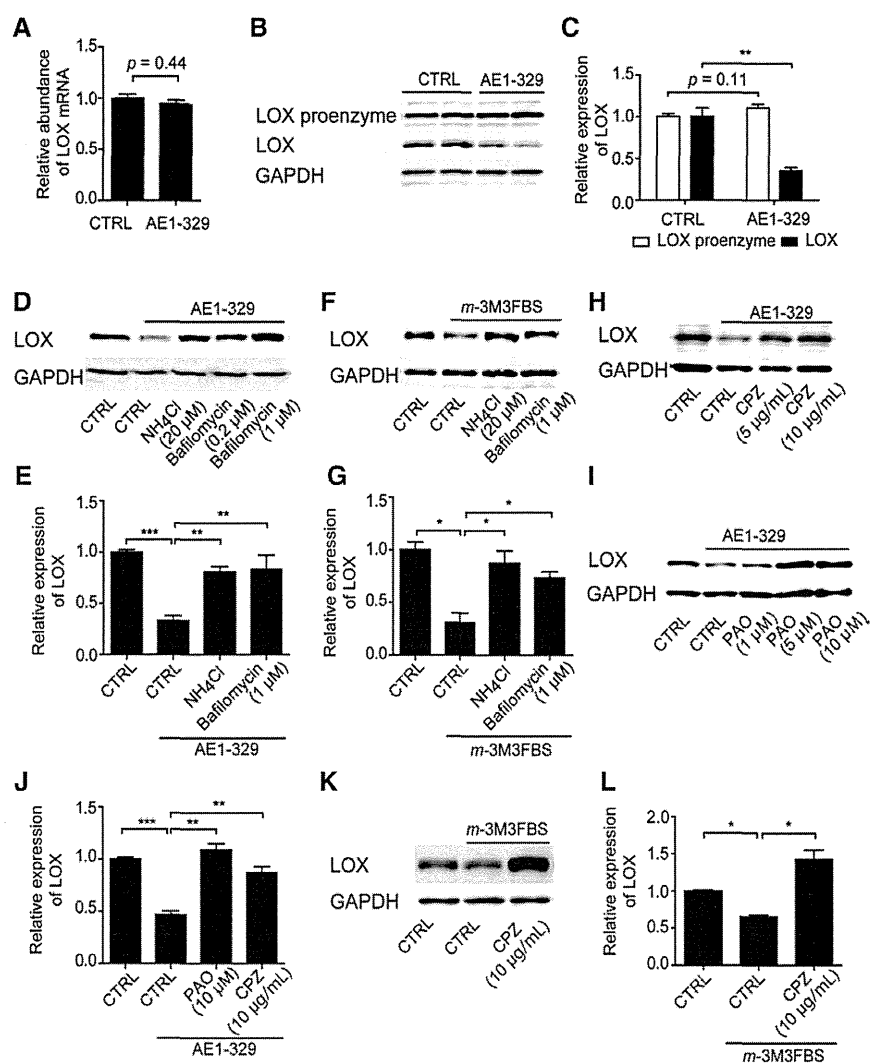 A
Relative abundance
of LOX mRNA
1.5
1.0
0.5
0.0
p = 0.44
CTRL
AE1-329
B
CTRL
AE1-329
LOX proenzyme
LOX
GAPDH
C
Relative expression
of LOX
1.5
1.0
0.5
0.0
**
p = 0.11
CTRL
AE1-329
LOX proenzyme
LOX
D
AE1-329
LOX
GAPDH
CTRL
CTRL
NH4Cl
(20 µM)
Bafilomycin
(0.2 µM)
Bafilomycin
(1 µM)
F
m-3M3FBS
LOX
GAPDH
CTRL
CTRL
NH4Cl
(20 µM)
Bafilomycin
(1 µM)
H
AE1-329
LOX
GAPDH
CTRL
CTRL
CPZ
(5 µg/mL)
CPZ
(10 µg/mL)
E
Relative expression
of LOX
1.5
1.0
0.5
0.0
***
**
**
CTRL
CTRL
NH4Cl
Bafilomycin
(1 µM)
AE1-329
G
Relative expression
of LOX
1.5
1.0
0.5
0.0
*
*
*
CTRL
CTRL
NH4Cl
Bafilomycin
(1 µM)
m-3M3FBS
I
AE1-329
LOX
GAPDH
CTRL
CTRL
PAO
(1 µM)
PAO
(5 µM)
PAO
(10 µM)
J
Relative expression
of LOX
1.5
1.0
0.5
0.0
***
**
**
CTRL
CTRL
PAO
(10 µM)
CPZ
(10 µg/mL)
AE1-329
K
m-3M3FBS
LOX
GAPDH
CTRL
CTRL
CPZ
(10 µg/mL)
L
Relative expression
of LOX
2.0
1.5
1.0
0.5
0.0
*
*
CTRL
CTRL
CPZ
(10 µg/mL)
m-3M3FBS